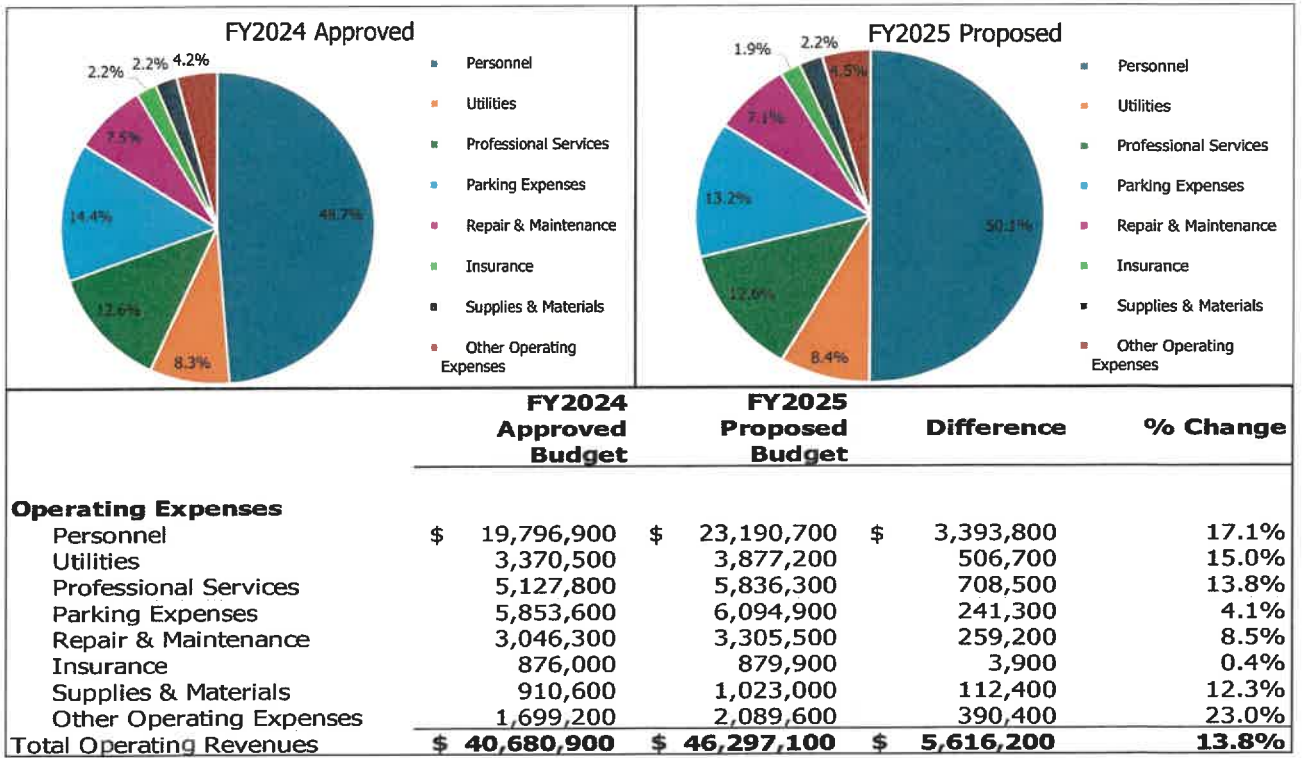 FY2024 Approved
2.2%
2.2%
4.2%
7.5%
14.4%
12.6%
8.3%
48.7%
Personnel
Utilities
Professional Services
Parking Expenses
Repair & Maintenance
Insurance
Supplies & Materials
Other Operating
Expenses
FY2025 Proposed
1.9%
2.2%
4.5%
7.1%
13.2%
12.6%
8.4%
50.1%
Personnel
Utilities
Professional Services
Parking Expenses
Repair & Maintenance
Insurance
Supplies & Materials
Other Operating
Expenses
FY2024 Approved Budget FY2025 Proposed Budget Difference % Change
Operating Expenses
Personnel $ 19,796,900 $ 23,190,700 $ 3,393,800 17.1%
Utilities 3,370,500 3,877,200 506,700 15.0%
Professional Services 5,127,800 5,836,300 708,500 13.8%
Parking Expenses 5,853,600 6,094,900 241,300 4.1%
Repair & Maintenance 3,046,300 3,305,500 259,200 8.5%
Insurance 876,000 879,900 3,900 0.4%
Supplies & Materials 910,600 1,023,000 112,400 12.3%
Other Operating Expenses 1,699,200 2,089,600 390,400 23.0%
Total Operating Revenues $ 40,680,900 $ 46,297,100 $ 5,616,200 13.8%